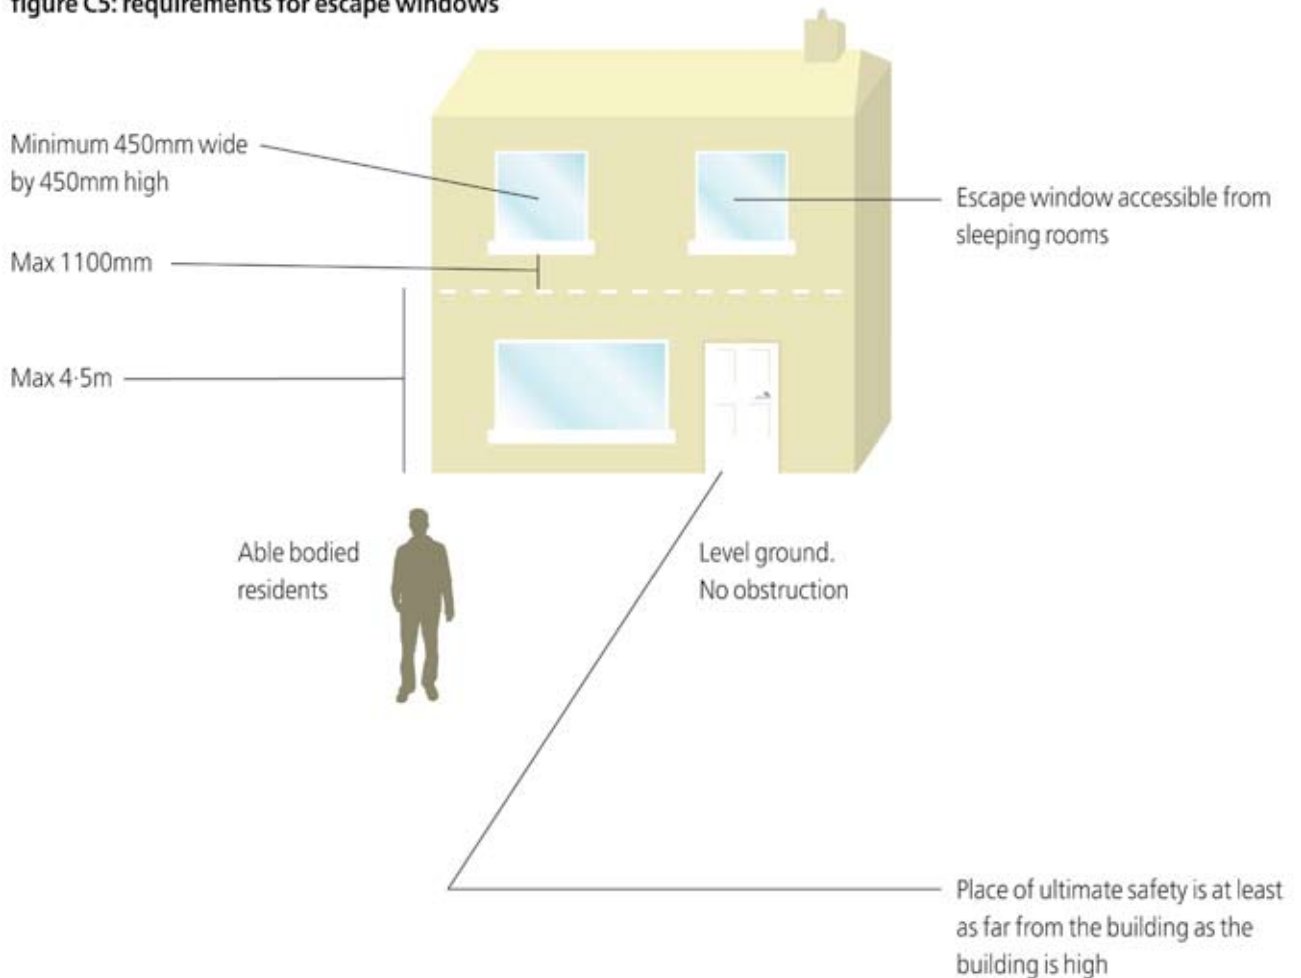 figure C5: requirements for escape windows
Minimum 450mm wide
by 450mm high
Escape window accessible from
sleeping rooms
Max 1100mm
Max 4·5m
Able bodied
residents
Level ground.
No obstruction
Place of ultimate safety is at least
as far from the building as the
building is high